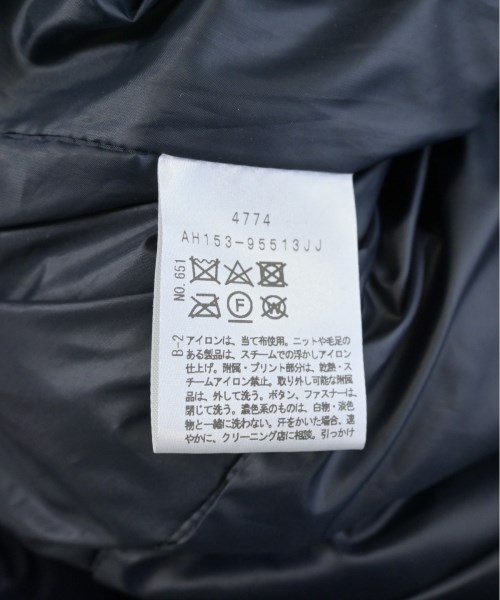 4774
AH153-95513JJ
NO.651
F
W
B-2
アイロンは、当て布使用。ニットや毛足の
ある製品は、スチームでの浮かしアイロン
仕上げ。附属・プリント部分は、乾熱・ス
チームアイロン禁止。取り外し可能な附属
品は、外して洗う。ボタン、ファスナーは、
閉じて洗う。濃色系のものは、白物・淡色
物と一緒に洗わない。汗をかいた場合、速
やかに、クリーニング店に相談。引っかけ